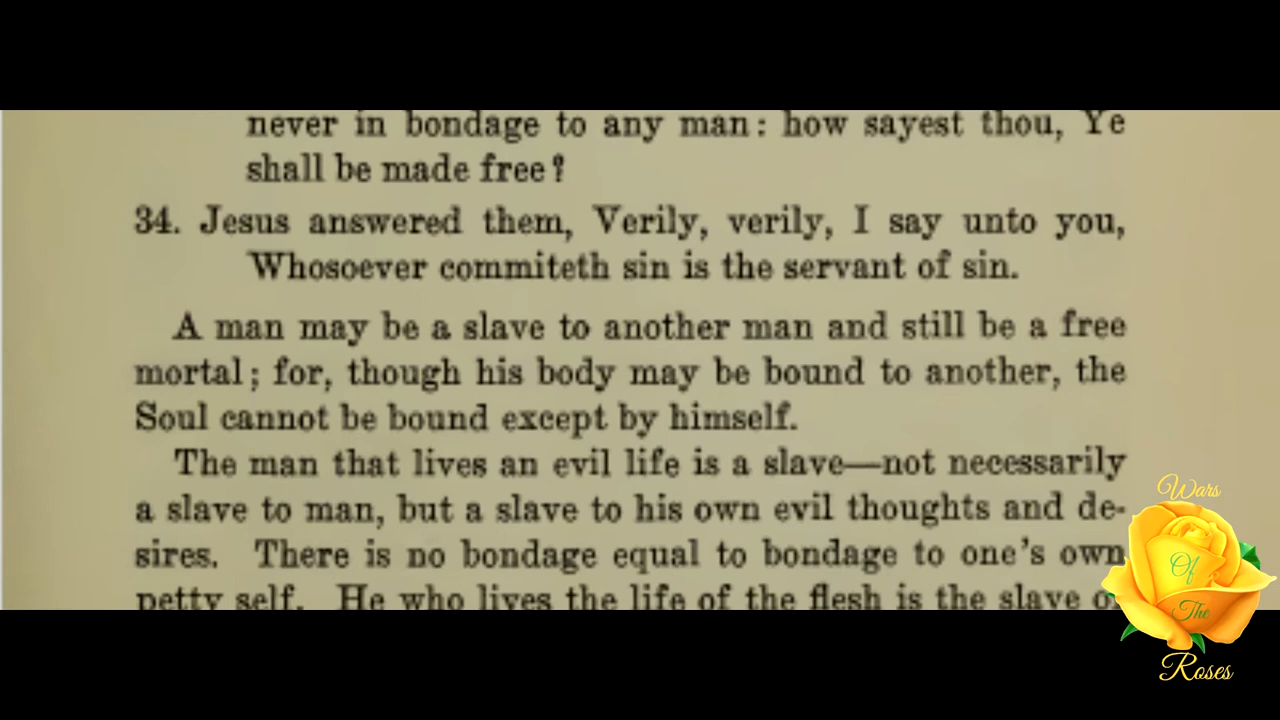 never in bondage to any man: how sayest thou, Ye
shall be made free?
34. Jesus answered them, Verily, verily, I say unto you,
Whosoever commiteth sin is the servant of sin.
A man may be a slave to another man and still be a free
mortal; for, though his body may be bound to another, the
Soul cannot be bound except by himself.
The man that lives an evil life is a slave—not necessarily
a slave to man, but a slave to his own evil thoughts and de-
sires. There is no bondage equal to bondage to one's own
petty self. He who lives the life of the flesh is the slave of
Wars
Of
The
Roses